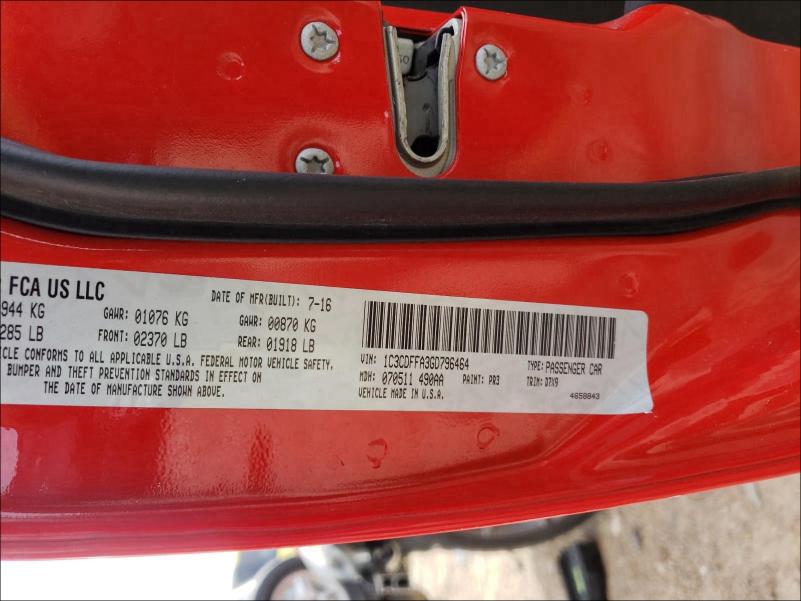 FCA US LLC
DATE OF MFR(BUILT): 7-16
944 KG GAWR: 01076 KG GAWR: 00870 KG
285 LB FRONT: 02370 LB REAR: 01918 LB
CLE CONFORMS TO ALL APPLICABLE U.S.A. FEDERAL MOTOR VEHICLE SAFETY.
BUMPER AND THEFT PREVENTION STANDARDS IN EFFECT ON
THE DATE OF MANUFACTURE SHOWN ABOVE.
VIN: 1C3CDFFA3GD796464 TYPE: PASSENGER CAR
MDH: 070511 490AA PAINT: PR3 TRIM: D7X9
VEHICLE MADE IN U.S.A. 4658843